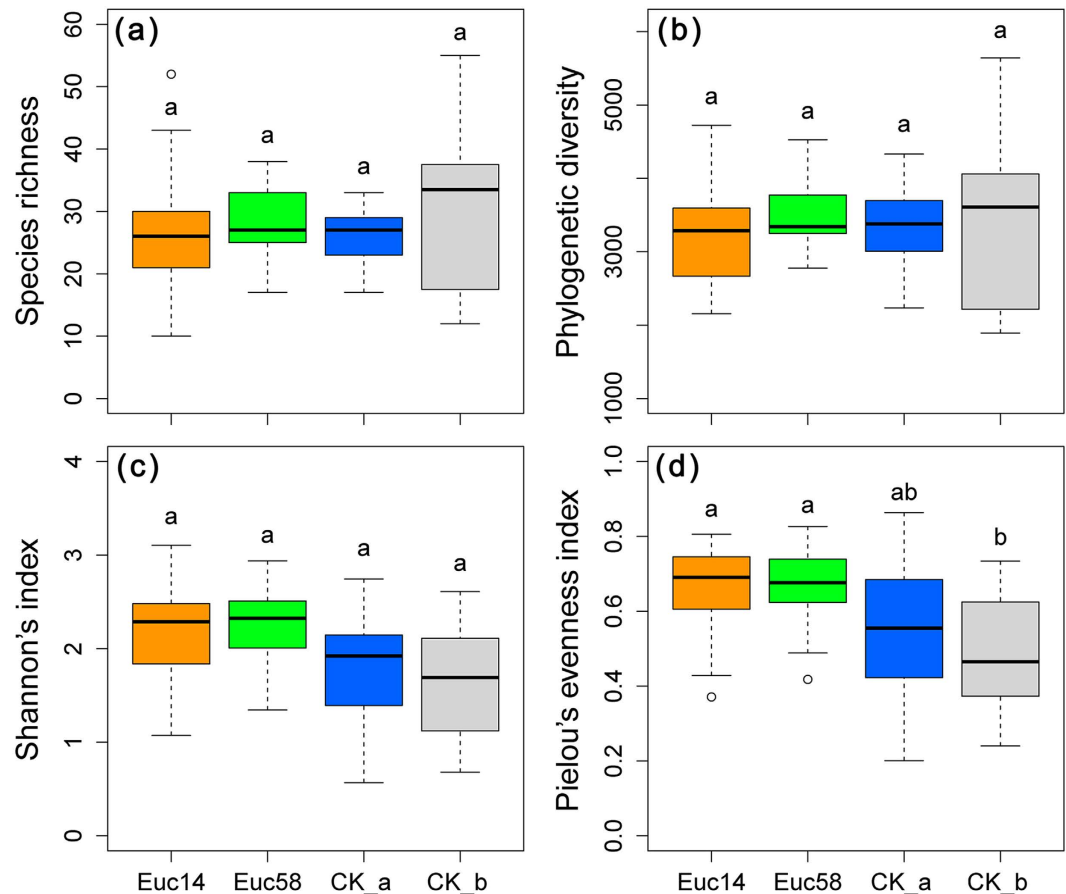 (a)
Species richness
60
50
40
30
20
10
0
a
a
a
a
(b)
Phylogenetic diversity
5000
3000
1000
a
a
a
a
(c)
Shannon's index
4
3
2
1
0
a
a
a
a
Euc14 Euc58 CK_a CK_b
(d)
Pielou's evenness index
1.0
0.8
0.6
0.4
0.2
0.0
a
a
ab
b
Euc14 Euc58 CK_a CK_b